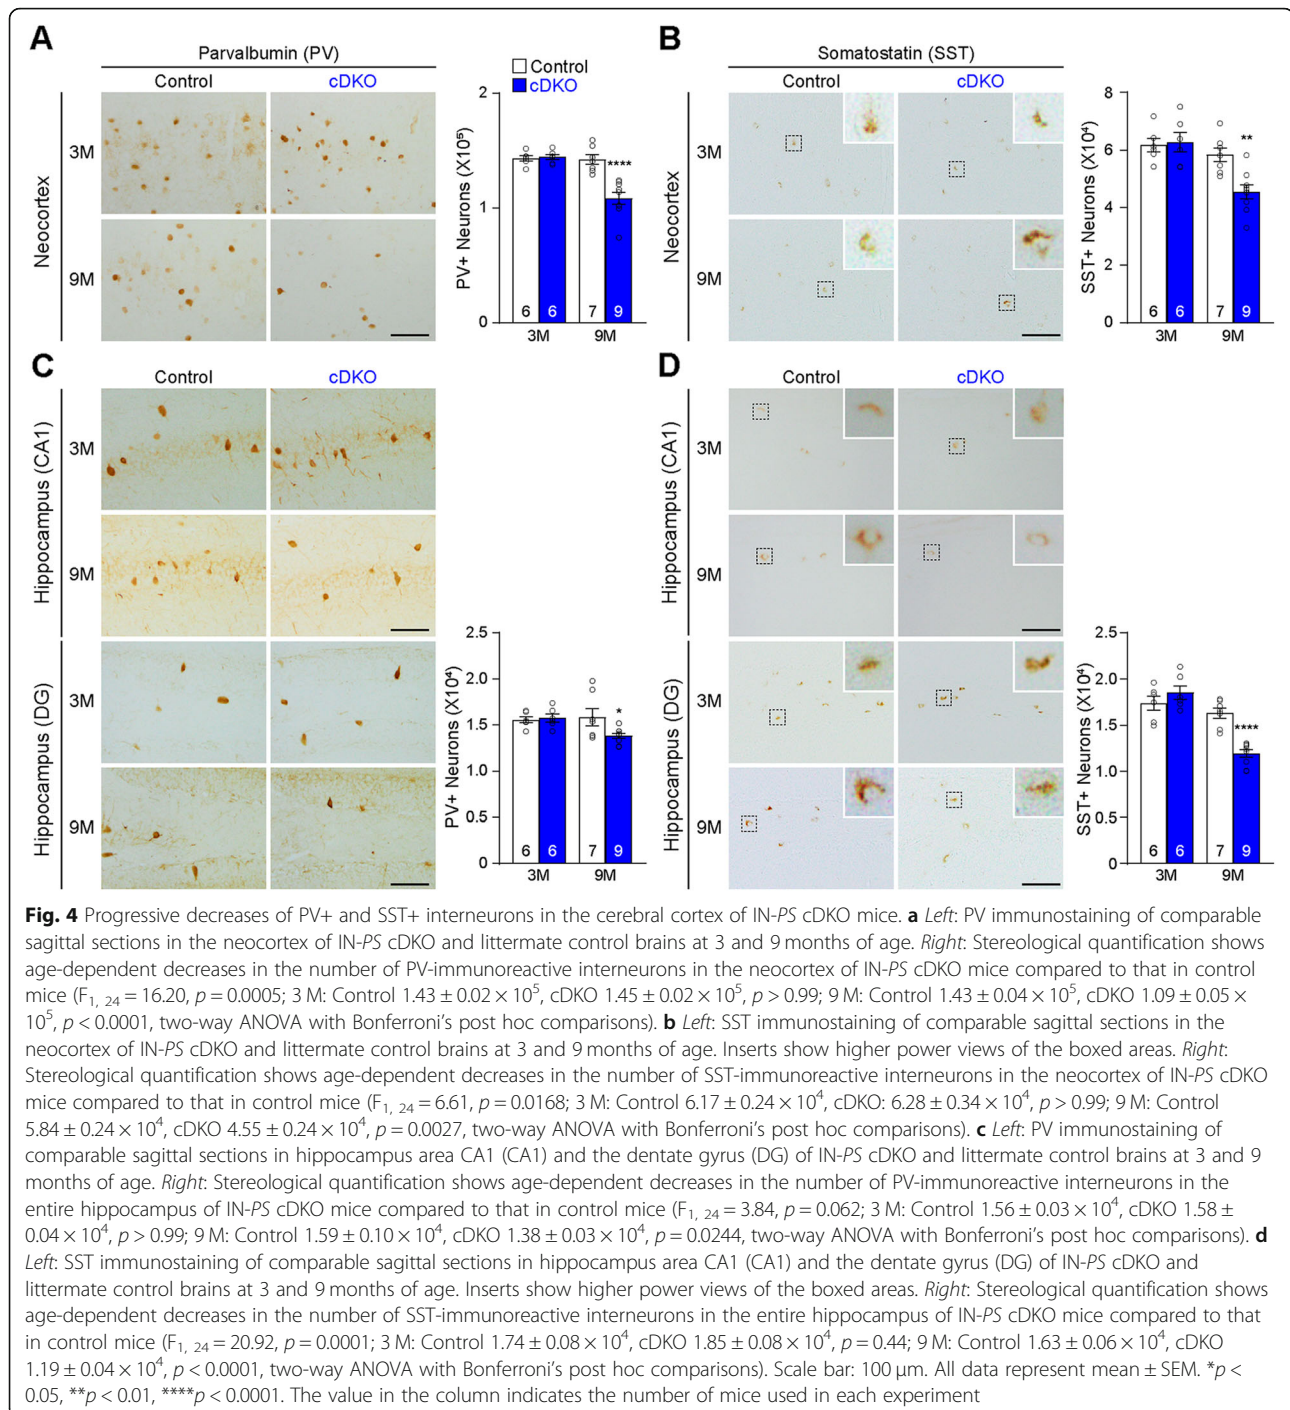 A
Parvalbumin (PV)
Control cDKO
Neocortex
3M
9M
Control
cDKO
PV+ Neurons (X10⁵)
2
1
0
6 6 7 9
****
3M 9M
B
Somatostatin (SST)
Control cDKO
Neocortex
3M
9M
SST+ Neurons (X10⁴)
8
6
4
2
0
6 6 7 9
**
3M 9M
C
Control cDKO
Hippocampus (CA1)
3M
9M
Hippocampus (DG)
3M
9M
PV+ Neurons (X10⁴)
2.5
2.0
1.5
1.0
0.5
0
6 6 7 9
*
3M 9M
D
Control cDKO
Hippocampus (CA1)
3M
9M
Hippocampus (DG)
3M
9M
SST+ Neurons (X10⁴)
2.5
2.0
1.5
1.0
0.5
0
6 6 7 9
****
3M 9M
Fig. 4 Progressive decreases of PV+ and SST+ interneurons in the cerebral cortex of IN-PS cDKO mice. a Left: PV immunostaining of comparable
sagittal sections in the neocortex of IN-PS cDKO and littermate control brains at 3 and 9 months of age. Right: Stereological quantification shows
age-dependent decreases in the number of PV-immunoreactive interneurons in the neocortex of IN-PS cDKO mice compared to that in control
mice (F₁, ₂₄ = 16.20, p = 0.0005; 3 M: Control 1.43 ± 0.02 × 10⁵, cDKO 1.45 ± 0.02 × 10⁵, p > 0.99; 9 M: Control 1.43 ± 0.04 × 10⁵, cDKO 1.09 ± 0.05 ×
10⁵, p < 0.0001, two-way ANOVA with Bonferroni's post hoc comparisons). b Left: SST immunostaining of comparable sagittal sections in the
neocortex of IN-PS cDKO and littermate control brains at 3 and 9 months of age. Inserts show higher power views of the boxed areas. Right:
Stereological quantification shows age-dependent decreases in the number of SST-immunoreactive interneurons in the neocortex of IN-PS cDKO
mice compared to that in control mice (F₁, ₂₄ = 6.61, p = 0.0168; 3 M: Control 6.17 ± 0.24 × 10⁴, cDKO: 6.28 ± 0.34 × 10⁴, p > 0.99; 9 M: Control
5.84 ± 0.24 × 10⁴, cDKO 4.55 ± 0.24 × 10⁴, p = 0.0027, two-way ANOVA with Bonferroni's post hoc comparisons). c Left: PV immunostaining of
comparable sagittal sections in hippocampus area CA1 (CA1) and the dentate gyrus (DG) of IN-PS cDKO and littermate control brains at 3 and 9
months of age. Right: Stereological quantification shows age-dependent decreases in the number of PV-immunoreactive interneurons in the
entire hippocampus of IN-PS cDKO mice compared to that in control mice (F₁, ₂₄ = 3.84, p = 0.062; 3 M: Control 1.56 ± 0.03 × 10⁴, cDKO 1.58 ±
0.04 × 10⁴, p > 0.99; 9 M: Control 1.59 ± 0.10 × 10⁴, cDKO 1.38 ± 0.03 × 10⁴, p = 0.0244, two-way ANOVA with Bonferroni's post hoc comparisons). d
Left: SST immunostaining of comparable sagittal sections in hippocampus area CA1 (CA1) and the dentate gyrus (DG) of IN-PS cDKO and
littermate control brains at 3 and 9 months of age. Inserts show higher power views of the boxed areas. Right: Stereological quantification shows
age-dependent decreases in the number of SST-immunoreactive interneurons in the entire hippocampus of IN-PS cDKO mice compared to that
in control mice (F₁, ₂₄ = 20.92, p = 0.0001; 3 M: Control 1.74 ± 0.08 × 10⁴, cDKO 1.85 ± 0.08 × 10⁴, p = 0.44; 9 M: Control 1.63 ± 0.06 × 10⁴, cDKO
1.19 ± 0.04 × 10⁴, p < 0.0001, two-way ANOVA with Bonferroni's post hoc comparisons). Scale bar: 100 μm. All data represent mean ± SEM. *p <
0.05, **p < 0.01, ****p < 0.0001. The value in the column indicates the number of mice used in each experiment